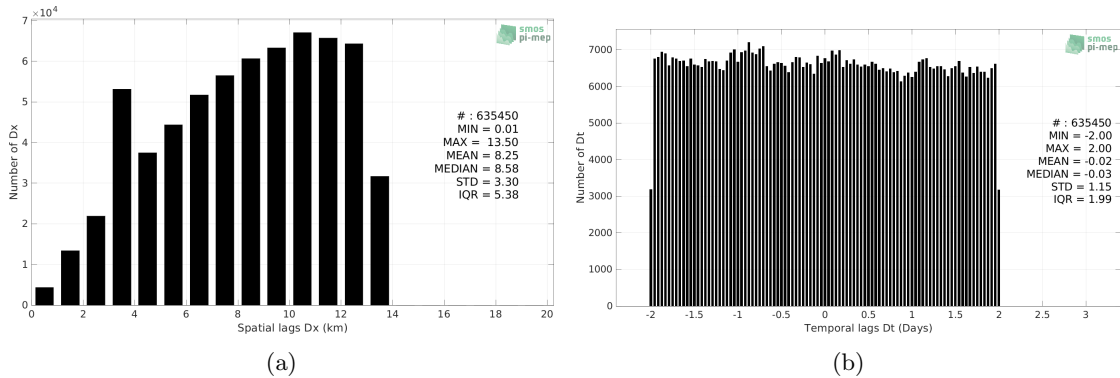 ×10⁴
7
6
5
4
3
2
1
0
Number of Dx
0 2 4 6 8 10 12 14 16 18 20
Spatial lags Dx (km)
smos
pi-mep
# : 635450
MIN = 0.01
MAX = 13.50
MEAN = 8.25
MEDIAN = 8.58
STD = 3.30
IQR = 5.38
(a)
7000
6000
5000
4000
3000
2000
1000
0
Number of Dt
-2 -1.5 -1 -0.5 0 0.5 1 1.5 2 2.5 3
Temporal lags Dt (Days)
smos
pi-mep
# : 635450
MIN = -2.00
MAX = 2.00
MEAN = -0.02
MEDIAN = -0.03
STD = 1.15
IQR = 1.99
(b)